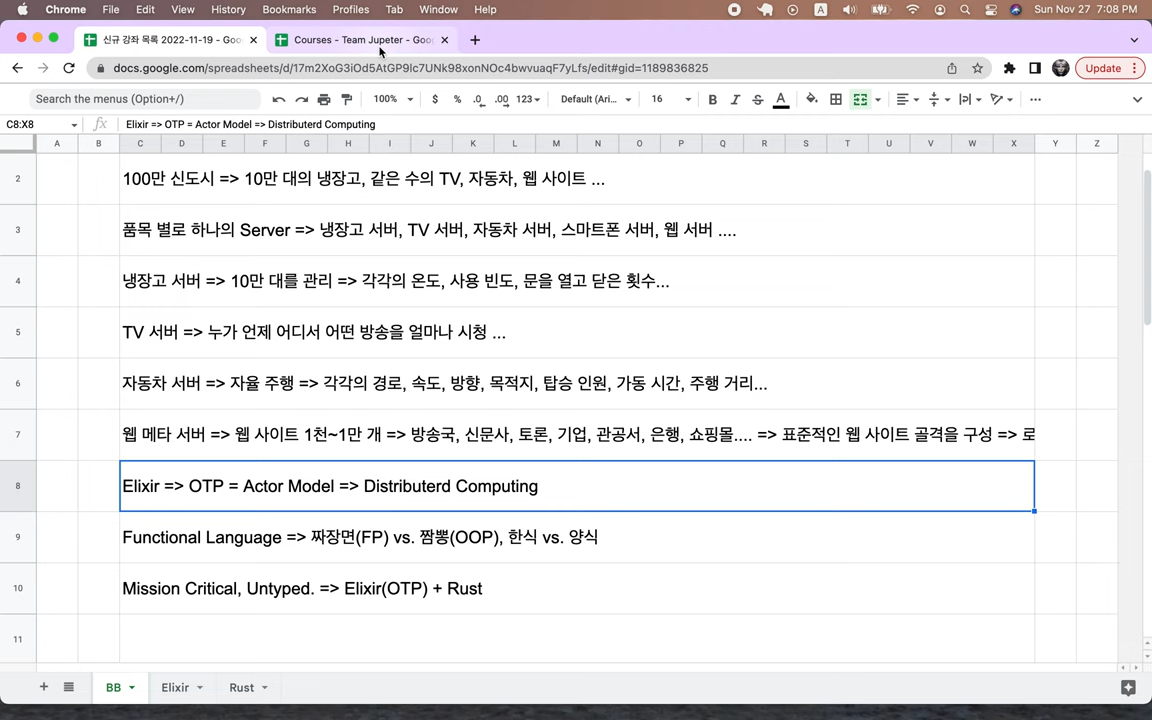 Chrome File Edit View History Bookmarks Profiles Tab Window Help A Sun Nov 27 7:08 PM
신규 강좌 목록 2022-11-19 - Goo
Courses - Team Jupeter - Goo
docs.google.com/spreadsheets/d/17m2XoG3iOd5AtGP9lc7UNk98xonNOc4bwvuaqF7yLfs/edit#gid=1189836825
Update
Search the menus (Option+/) 100% $ % .0 .00 123 Default (Ari... 16 B I S A
C8:X8 fx Elixir => OTP = Actor Model => Distributerd Computing
A B C D E F G H I J K L M N O P Q R S T U V W X Y Z
2 100만 신도시 => 10만 대의 냉장고, 같은 수의 TV, 자동차, 웹 사이트 ...
3 품목 별로 하나의 Server => 냉장고 서버, TV 서버, 자동차 서버, 스마트폰 서버, 웹 서버 ....
4 냉장고 서버 => 10만 대를 관리 => 각각의 온도, 사용 빈도, 문을 열고 닫은 횟수...
5 TV 서버 => 누가 언제 어디서 어떤 방송을 얼마나 시청 ...
6 자동차 서버 => 자율 주행 => 각각의 경로, 속도, 방향, 목적지, 탑승 인원, 가동 시간, 주행 거리...
7 웹 메타 서버 => 웹 사이트 1천~1만 개 => 방송국, 신문사, 토론, 기업, 관공서, 은행, 쇼핑몰.... => 표준적인 웹 사이트 골격을 구성 => 로
8 Elixir => OTP = Actor Model => Distributerd Computing
9 Functional Language => 짜장면(FP) vs. 짬뽕(OOP), 한식 vs. 양식
10 Mission Critical, Untyped. => Elixir(OTP) + Rust
11
BB Elixir Rust